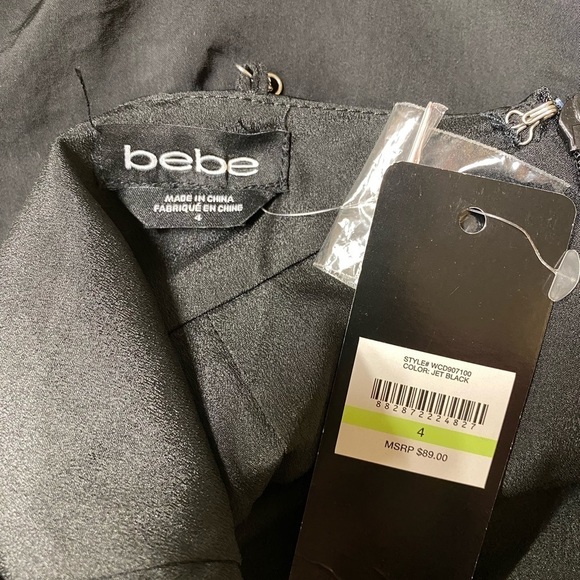 bebe
MADE IN CHINA
FABRIQUÉ EN CHINE
4
STYLE# WCD907100
COLOR: JET BLACK
882872224827
4
MSRP $89.00